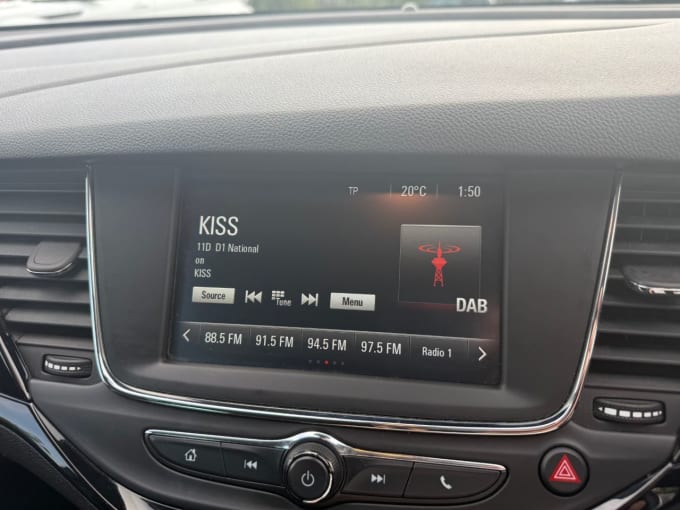 TP 20°C 1:50
KISS
11D D1 National
on
KISS
Source Tune Menu
DAB
88.5 FM 91.5 FM 94.5 FM 97.5 FM Radio 1